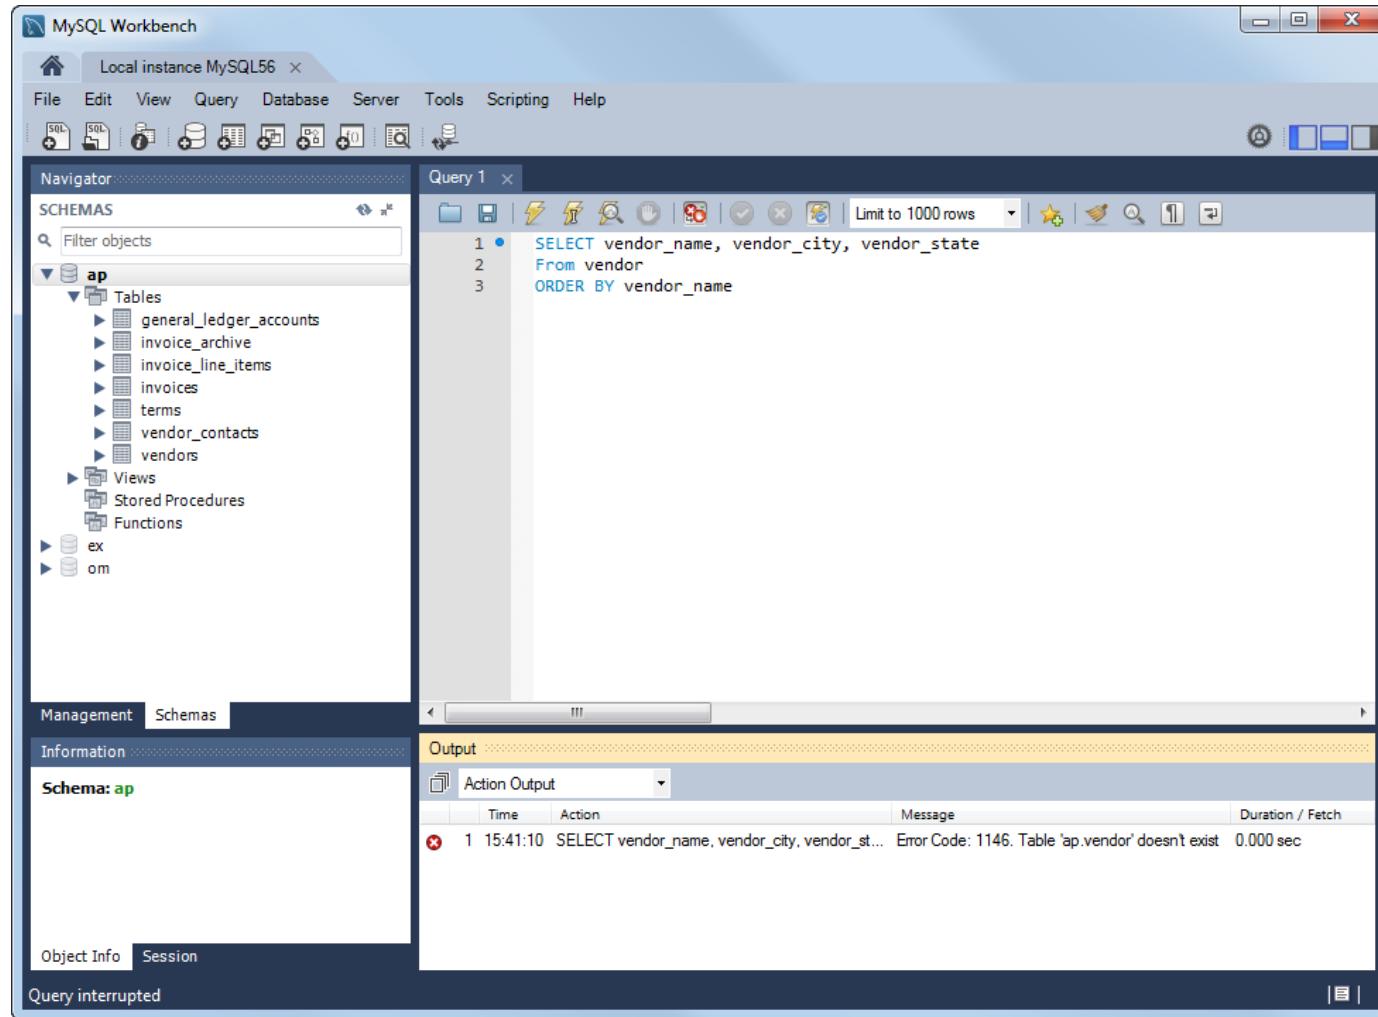 MySQL Workbench
Local instance MySQL56 ×
File Edit View Query Database Server Tools Scripting Help
SQL SQL
Navigator
SCHEMAS
Filter objects
ap
Tables
general_ledger_accounts
invoice_archive
invoice_line_items
invoices
terms
vendor_contacts
vendors
Views
Stored Procedures
Functions
ex
om
Management Schemas
Information
Schema: ap
Object Info Session
Query 1 ×
Limit to 1000 rows
1 SELECT vendor_name, vendor_city, vendor_state
2 From vendor
3 ORDER BY vendor_name
Output
Action Output
Time Action Message Duration / Fetch
1 15:41:10 SELECT vendor_name, vendor_city, vendor_st... Error Code: 1146. Table 'ap.vendor' doesn't exist 0.000 sec
Query interrupted